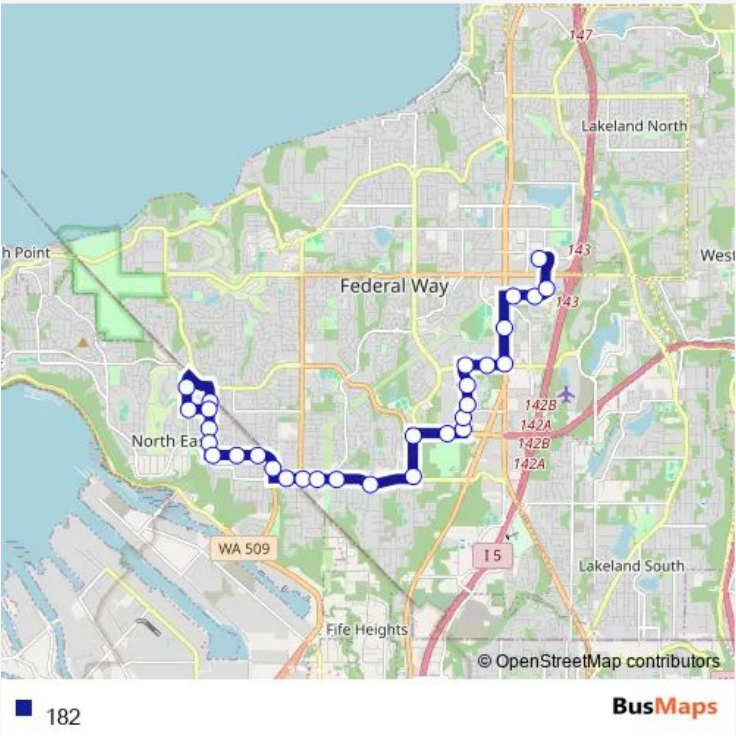 147
Lakeland North
h Point
143
West
Federal Way
143
142B
142A
North Eas
142B
142A
WA 509
I 5
Lakeland South
Fife Heights
© OpenStreetMap contributors
182
BusMaps